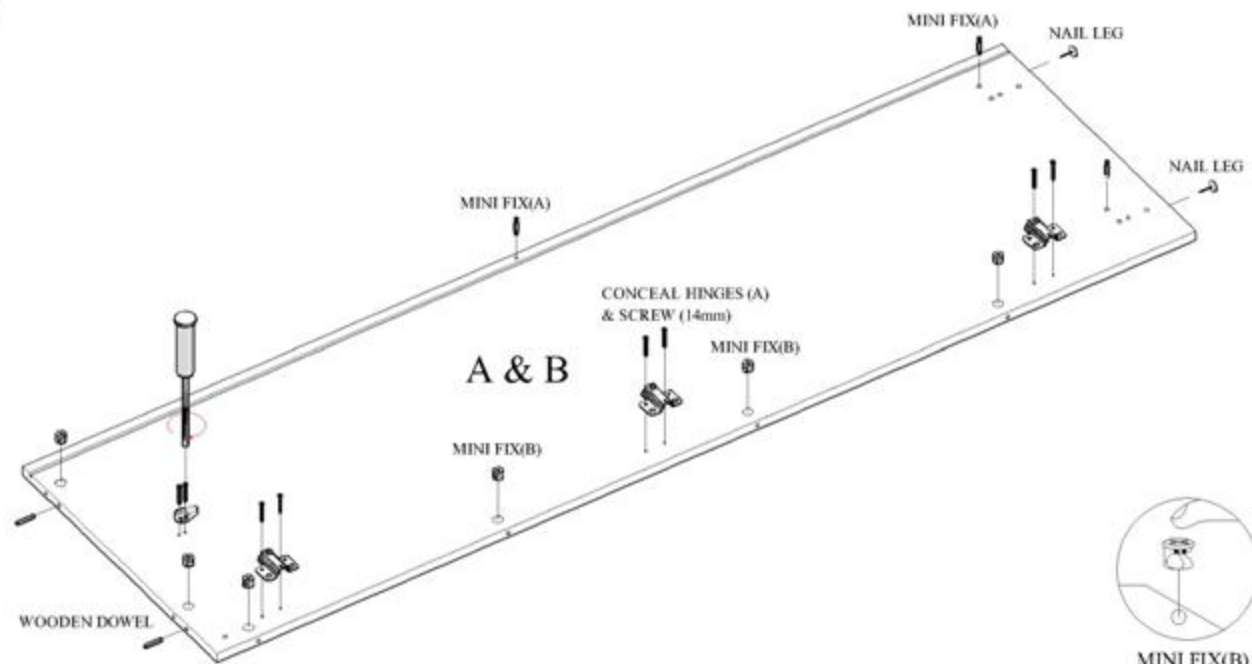 MINI FIX(A)
NAIL LEG
NAIL LEG
MINI FIX(A)
CONCEAL HINGES (A)
& SCREW (14mm)
MINI FIX(B)
A & B
MINI FIX(B)
WOODEN DOWEL
MINI FIX(B)